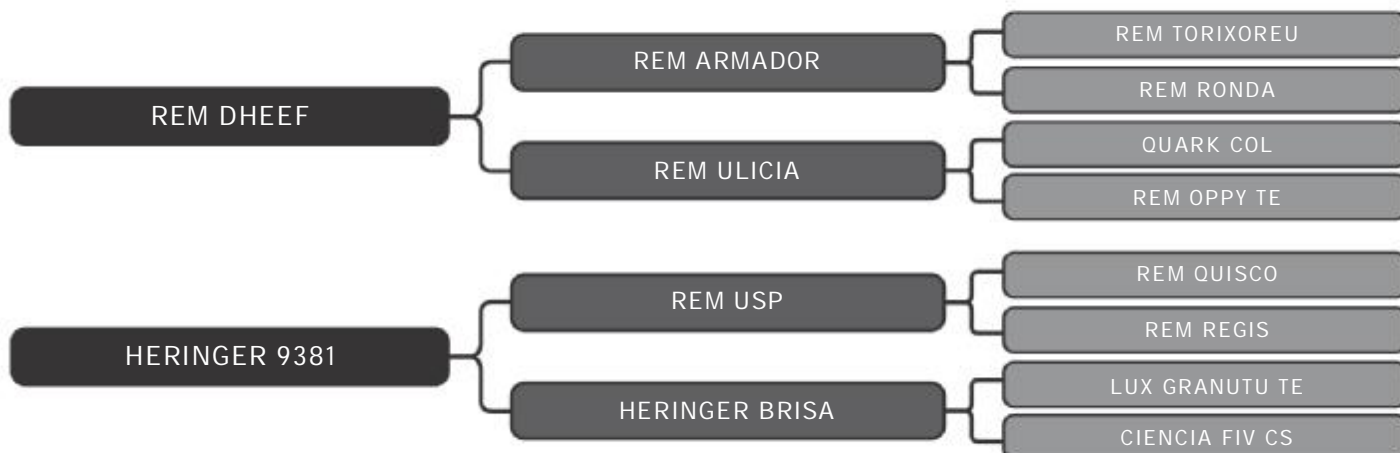 REM DHEEF
REM ARMADOR
REM TORIXOREU
REM RONDA
REM ULICIA
QUARK COL
REM OPPY TE
HERINGER 9381
REM USP
REM QUISCO
REM REGIS
HERINGER BRISA
LUX GRANUTU TE
CIENCIA FIV CS